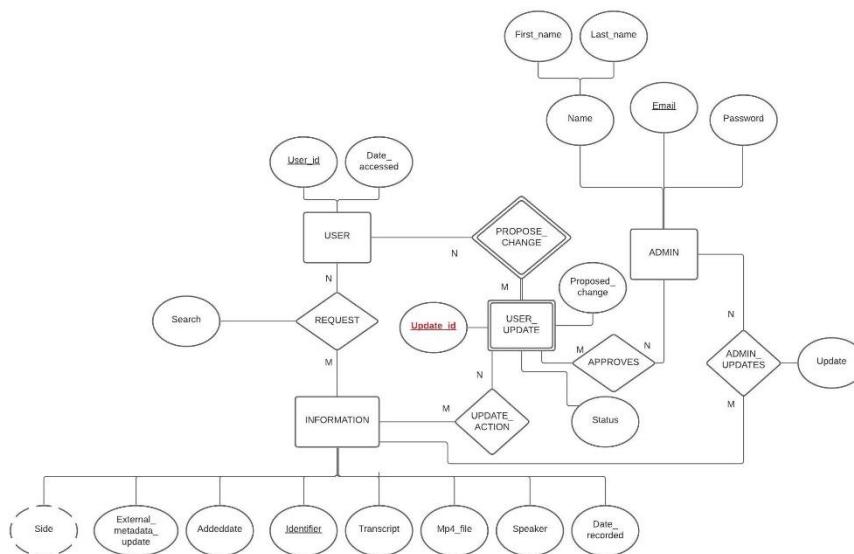 First_name
Last_name
Name
Email
Password
User_id
Date_
accessed
USER
N
PROPOSE_
CHANGE
ADMIN
N
M
Proposed_
change
Search
REQUEST
Update_id
USER_
UPDATE
M
N
APPROVES
N
ADMIN_
UPDATES
Update
M
N
M
INFORMATION
M
UPDATE_
ACTION
Status
Side
External_
metadata_
update
Addeddate
Identifier
Transcript
Mp4_file
Speaker
Date_
recorded